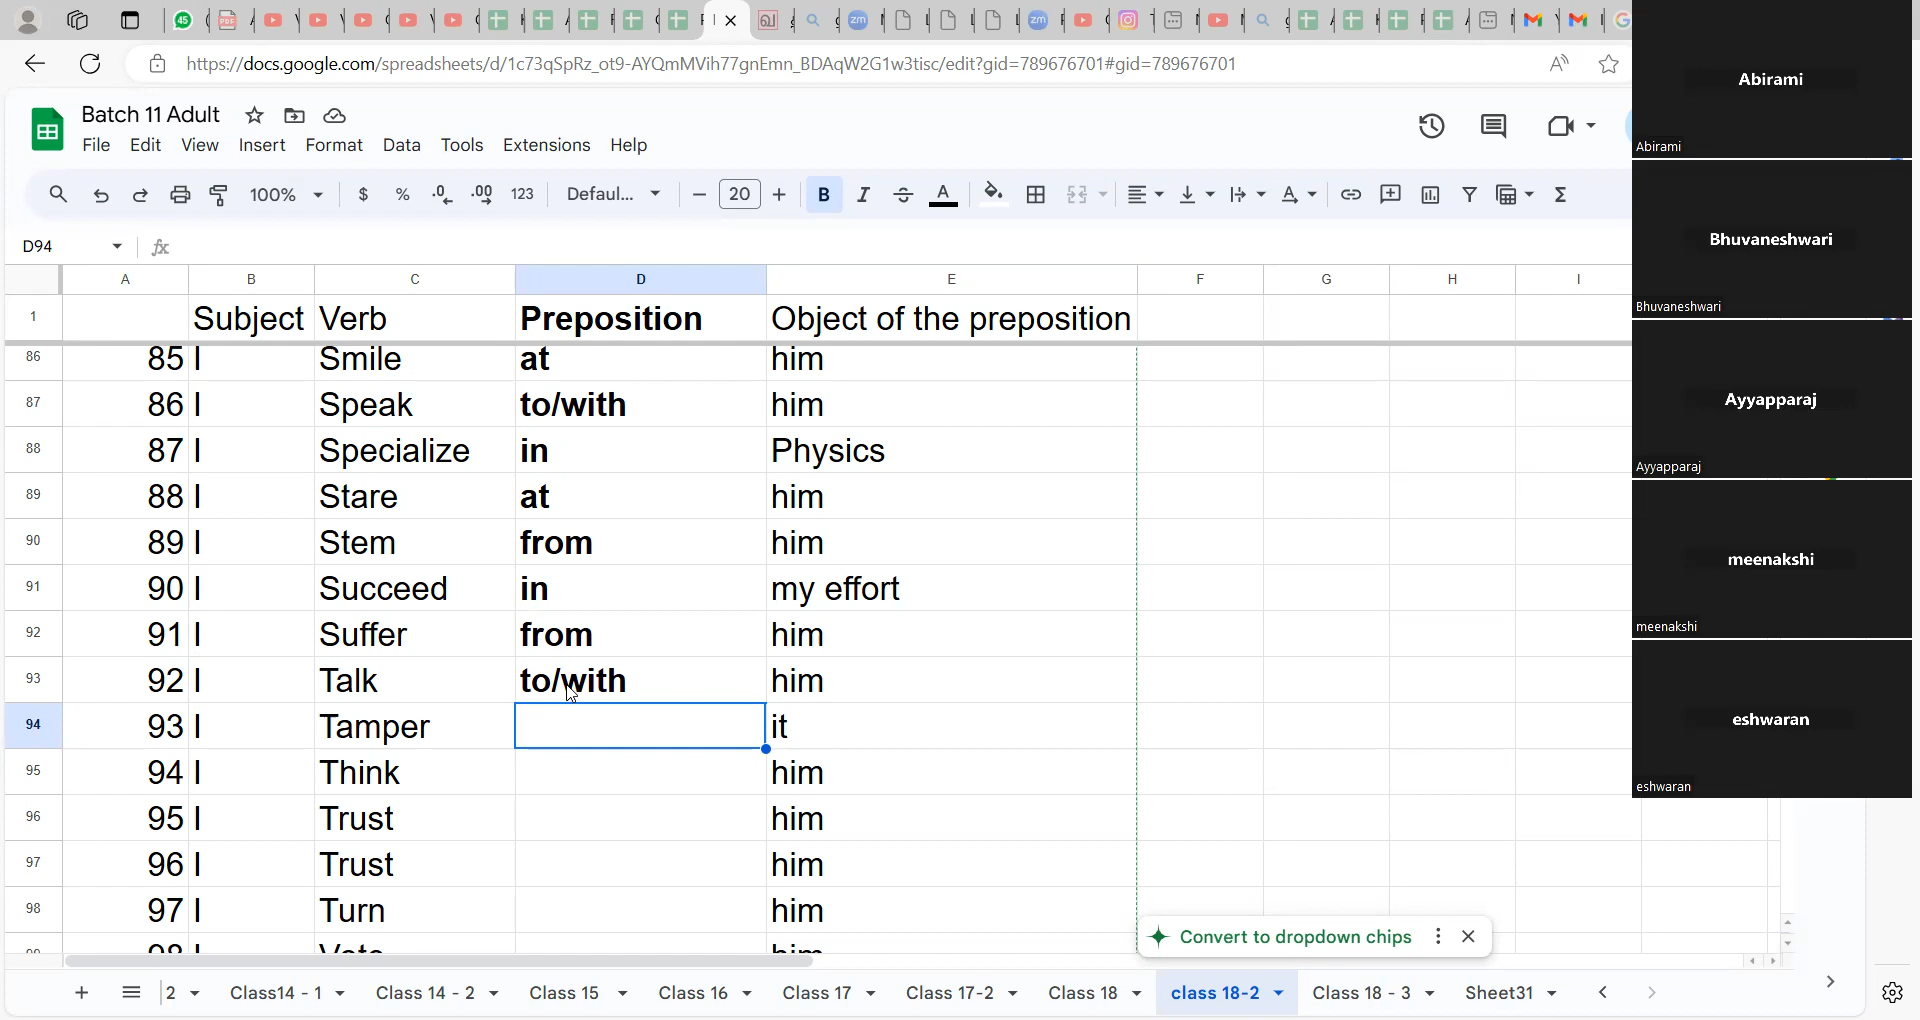 https://docs.google.com/spreadsheets/d/1c73qSpRz_ot9-AYQmMVih77gnEmn_BDAqW2G1w3tisc/edit?gid=789676701#gid=789676701
Batch 11 Adult
File Edit View Insert Format Data Tools Extensions Help
100% $ % .0 .00 123 Defaul... 20 B I A
D94 fx
A B C D E F G H I
1 Subject Verb Preposition Object of the preposition
86 85 I Smile at him
87 86 I Speak to/with him
88 87 I Specialize in Physics
89 88 I Stare at him
90 89 I Stem from him
91 90 I Succeed in my effort
92 91 I Suffer from him
93 92 I Talk to/with him
94 93 I Tamper it
95 94 I Think him
96 95 I Trust him
97 96 I Trust him
98 97 I Turn him
98 I Vote him
Convert to dropdown chips
2 Class14 - 1 Class 14 - 2 Class 15 Class 16 Class 17 Class 17-2 Class 18 class 18-2 Class 18 - 3 Sheet31
Abirami
Abirami
Bhuvaneshwari
Bhuvaneshwari
Ayyapparaj
Ayyapparaj
meenakshi
meenakshi
eshwaran
eshwaran